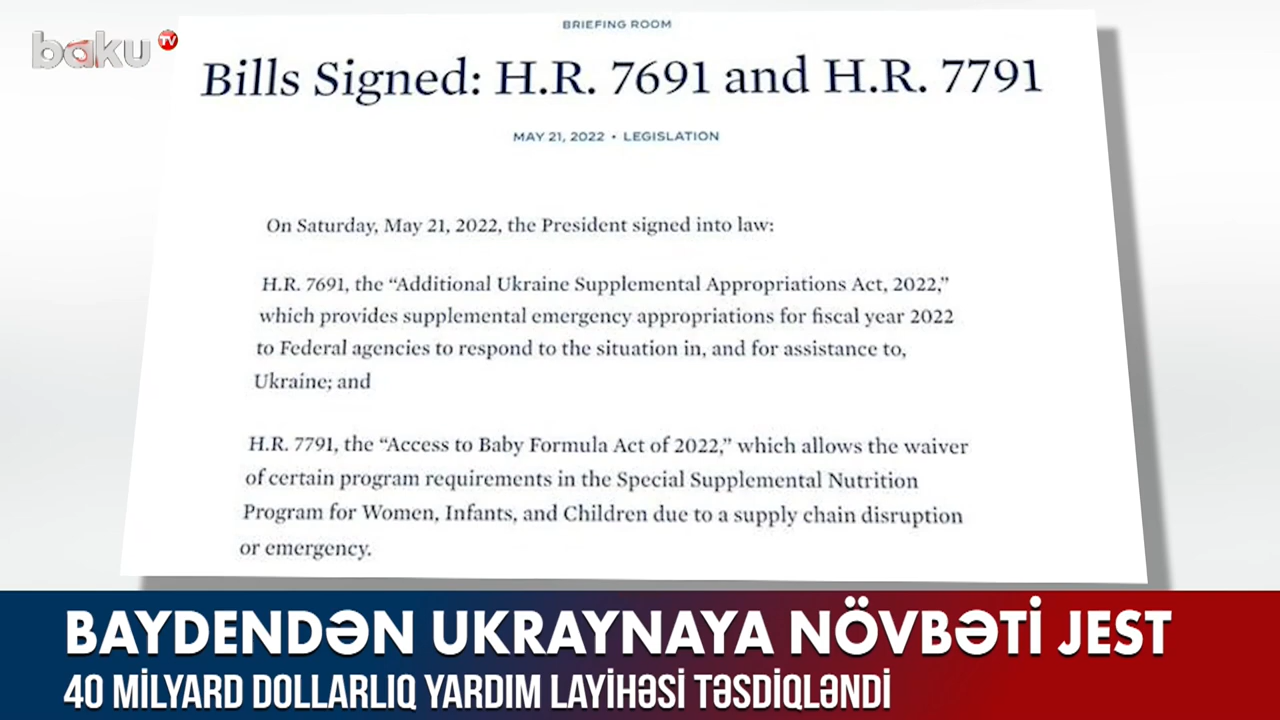 baku TV
BRIEFING ROOM
Bills Signed: H.R. 7691 and H.R. 7791
MAY 21, 2022 • LEGISLATION
On Saturday, May 21, 2022, the President signed into law:
H.R. 7691, the “Additional Ukraine Supplemental Appropriations Act, 2022,”
which provides supplemental emergency appropriations for fiscal year 2022
to Federal agencies to respond to the situation in, and for assistance to,
Ukraine; and
H.R. 7791, the “Access to Baby Formula Act of 2022,” which allows the waiver
of certain program requirements in the Special Supplemental Nutrition
Program for Women, Infants, and Children due to a supply chain disruption
or emergency.
BAYDENDƏN UKRAYNAYA NÖVBƏTİ JEST
40 MİLYARD DOLLARLIQ YARDIM LAYİHƏSİ TƏSDİQLƏNDİ